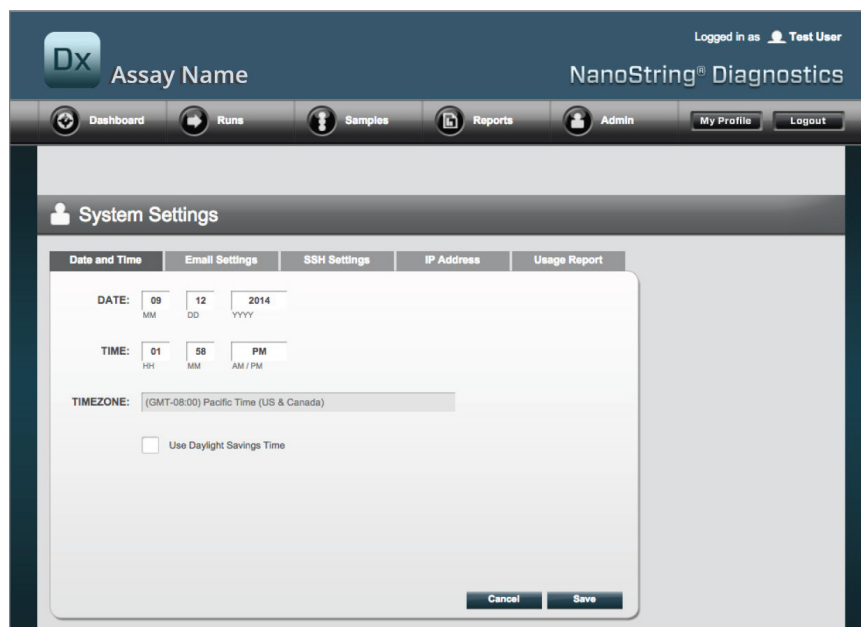 Logged in as Test User
Dx Assay Name
NanoString® Diagnostics
Dashboard Runs Samples Reports Admin My Profile Logout
System Settings
Date and Time Email Settings SSH Settings IP Address Usage Report
DATE: 09 12 2014
MM DD YYYY
TIME: 01 58 PM
HH MM AM / PM
TIMEZONE: (GMT-08:00) Pacific Time (US & Canada)
Use Daylight Savings Time
Cancel Save